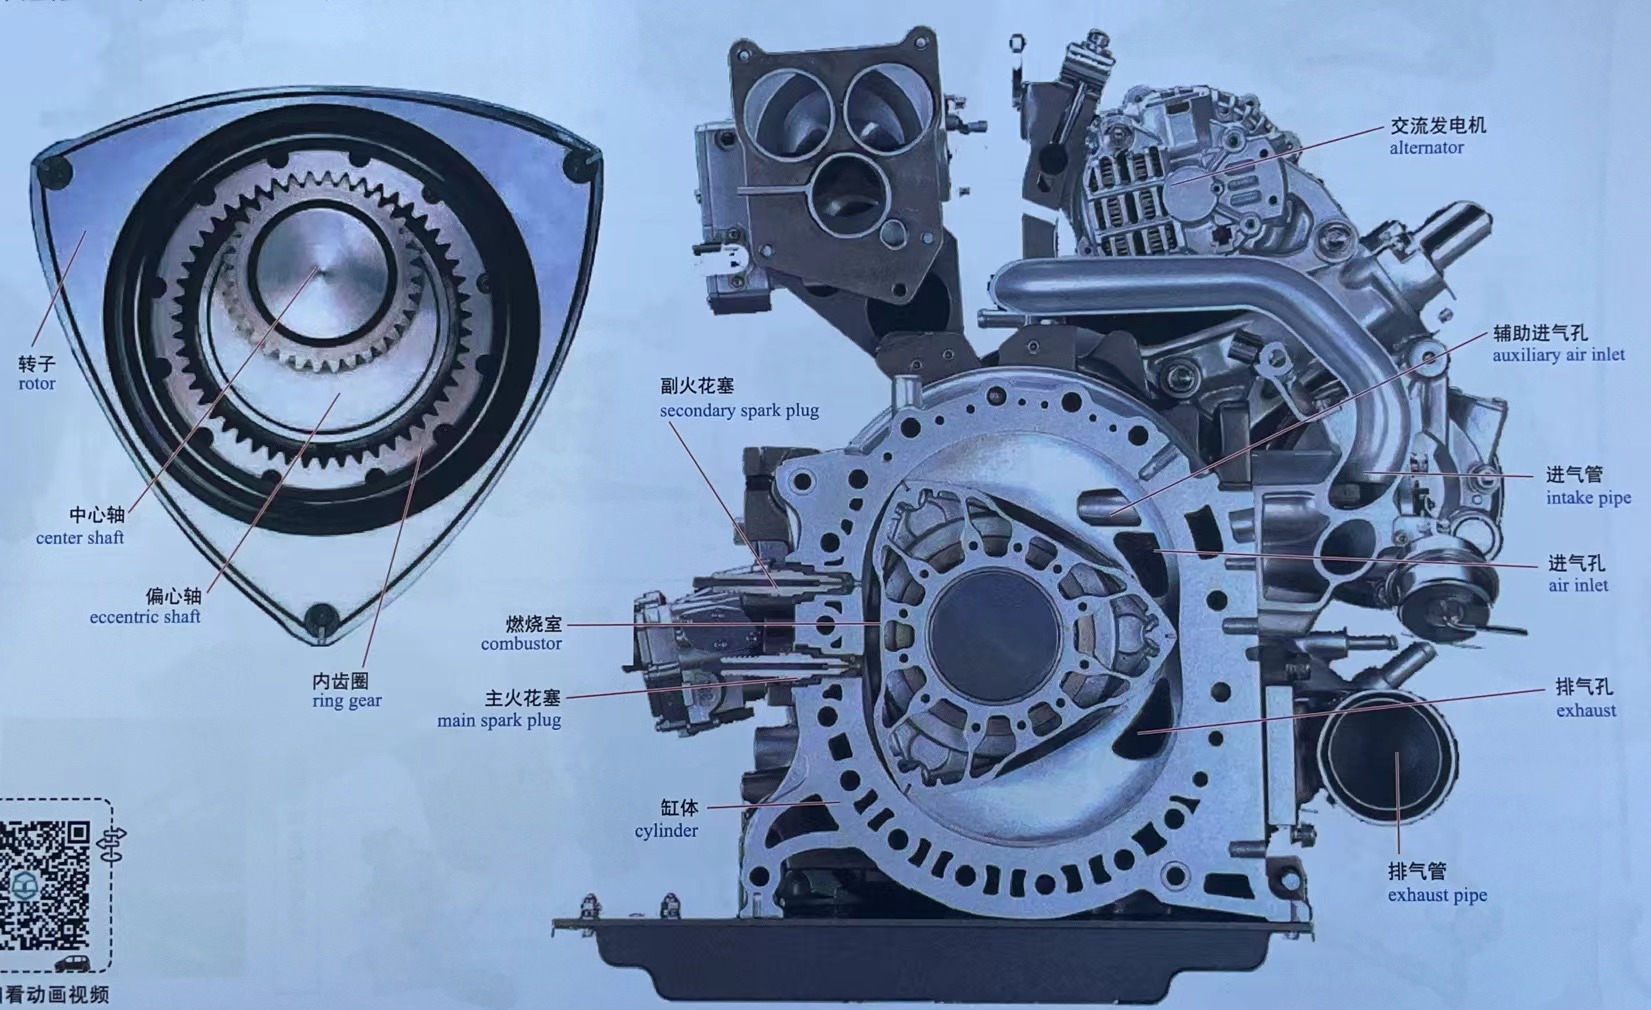 交流发电机
alternator
辅助进气孔
auxiliary air inlet
副火花塞
secondary spark plug
转子
rotor
进气管
intake pipe
中心轴
center shaft
进气孔
air inlet
偏心轴
eccentric shaft
燃烧室
combustor
内齿圈
ring gear
主火花塞
main spark plug
排气孔
exhaust
缸体
cylinder
排气管
exhaust pipe
看动画视频